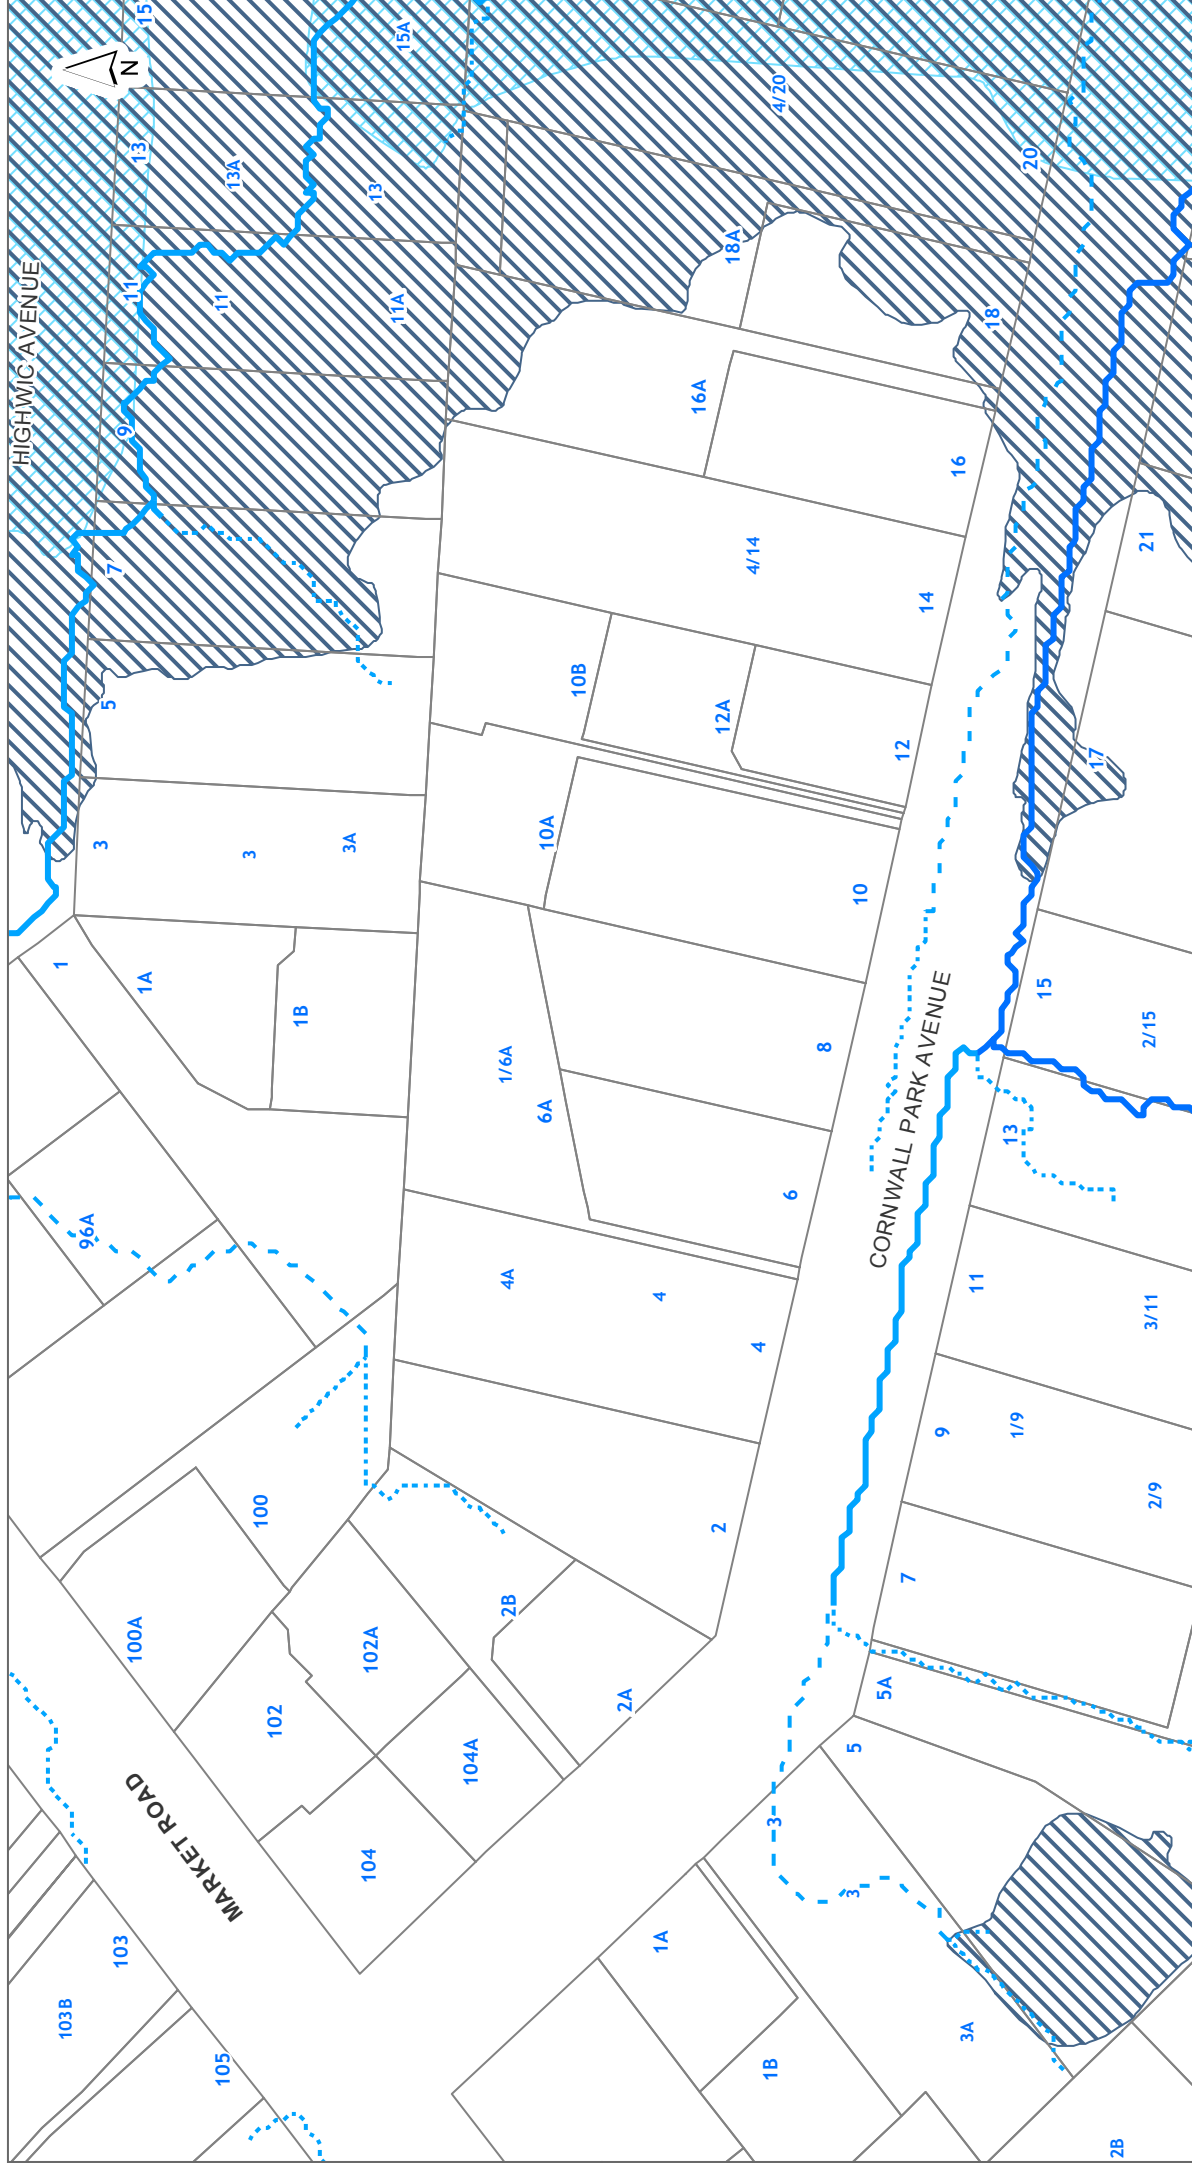 HIGHWIC AVENUE
N
15
13
11
9
7
5
3
1
15A
13A
13
11
11A
3
3A
1A
1B
96A
4/20
20
18A
18
16A
16
4/14
14
10B
12A
12
10A
10
1/6A
6A
8
6
4A
4
4
2
CORNWALL PARK AVENUE
21
17
15
2/15
13
11
3/11
9
1/9
2/9
7
5A
5
3
3
3A
1A
1B
2B
100
100A
102A
102
104A
104
2B
2A
MARKET ROAD
103
103B
105